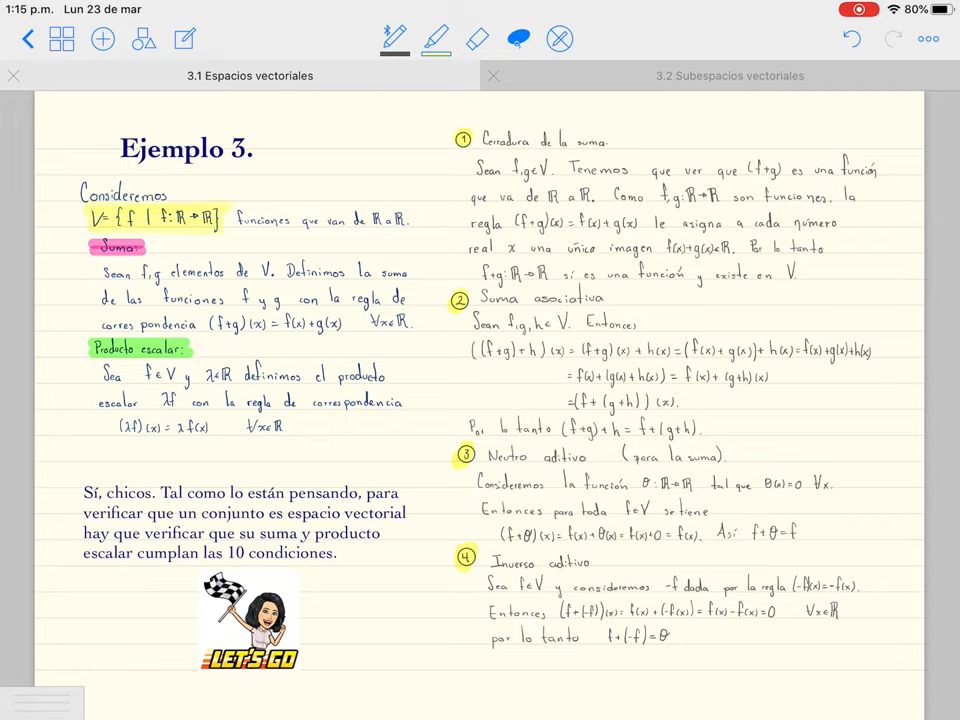 1:15 p.m. Lun 23 de mar
80%
3.1 Espacios vectoriales
3.2 Subespacios vectoriales
Ejemplo 3.
Consideremos
V = { f | f: ℝ→ℝ} funciones que van de ℝ a ℝ.
Suma:
Sean f,g elementos de V. Definimos la suma
de las funciones f y g con la regla de
correspondencia (f+g)(x) = f(x)+g(x) ∀x∈ℝ.
Producto escalar:
Sea f∈V y λ∈ℝ definimos el producto
escalar λf con la regla de correspondencia
(λf)(x) = λf(x) ∀x∈ℝ
Sí, chicos. Tal como lo están pensando, para
verificar que un conjunto es espacio vectorial
hay que verificar que su suma y producto
escalar cumplan las 10 condiciones.
LET'S GO
1 Cerradura de la suma.
Sean f,g∈V. Tenemos que ver que (f+g) es una función
que va de ℝ a ℝ. Como f,g:ℝ→ℝ son funciones, la
regla (f+g)(x) = f(x)+g(x) le asigna a cada número
real x una única imagen f(x)+g(x)∈ℝ. Por lo tanto
f+g:ℝ→ℝ sí es una función y existe en V.
2 Suma asociativa
Sean f,g,h∈V. Entonces
((f+g)+h)(x) = (f+g)(x)+h(x) = (f(x)+g(x))+h(x) = f(x)+g(x)+h(x)
= f(x)+(g(x)+h(x)) = f(x)+(g+h)(x)
=(f+(g+h))(x).
Por lo tanto (f+g)+h = f+(g+h).
3 Neutro aditivo (para la suma).
Consideremos la función θ:ℝ→ℝ tal que θ(x)=0 ∀x.
Entonces para toda f∈V se tiene
(f+θ)(x) = f(x)+θ(x) = f(x)+0 = f(x). Así f+θ=f
4 Inverso aditivo
Sea f∈V y consideremos -f dada por la regla (-f)(x)=-f(x).
Entonces (f+(-f))(x) = f(x)+(-f(x)) = f(x)-f(x)=0 ∀x∈ℝ
por lo tanto f+(-f)=θ